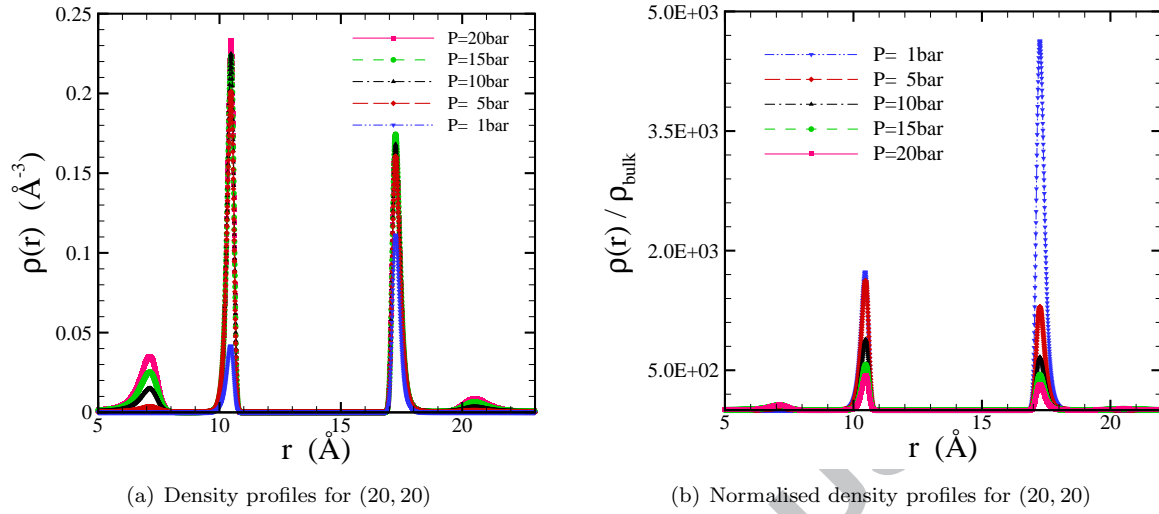 ρ(r) (Å⁻³)
0.25
0.2
0.15
0.1
0.05
0
P=20bar
P=15bar
P=10bar
P= 5bar
P= 1bar
5 10 15 20
r (Å)
(a) Density profiles for (20, 20)
ρ(r) / ρbulk
5.0E+03
3.5E+03
2.0E+03
5.0E+02
P= 1bar
P= 5bar
P=10bar
P=15bar
P=20bar
5 10 15 20
r (Å)
(b) Normalised density profiles for (20, 20)